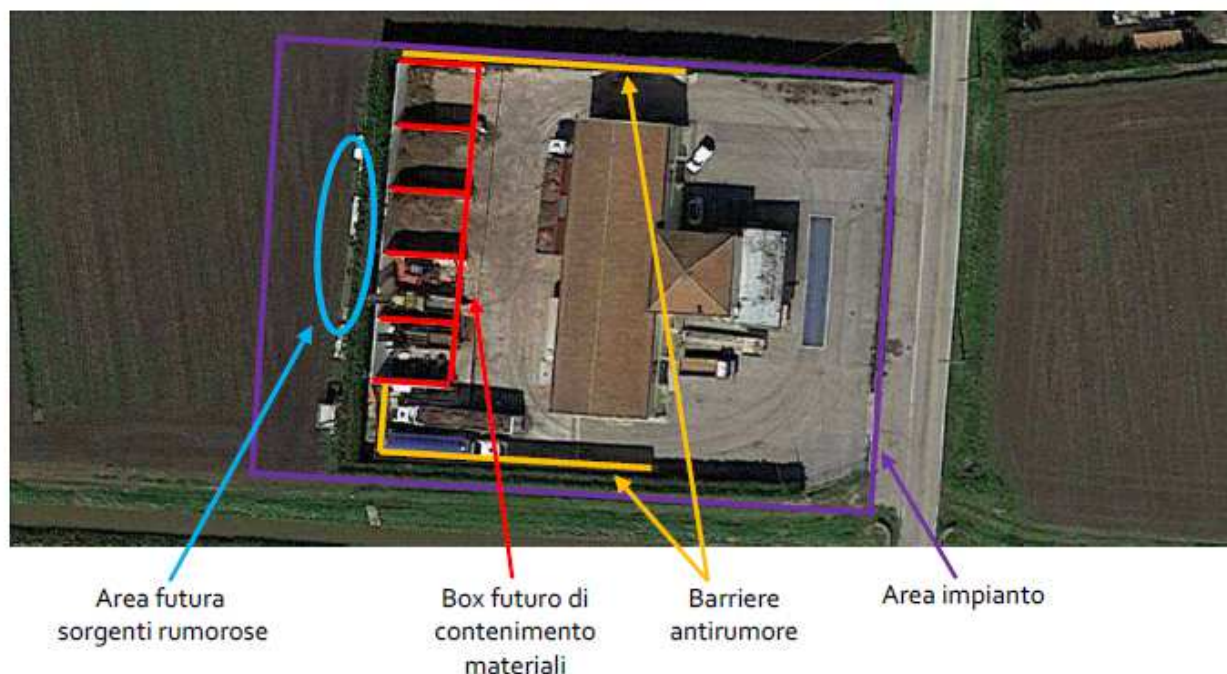 Area futura
sorgenti rumorose
Box futuro di
contenimento
materiali
Barriere
antirumore
Area impianto